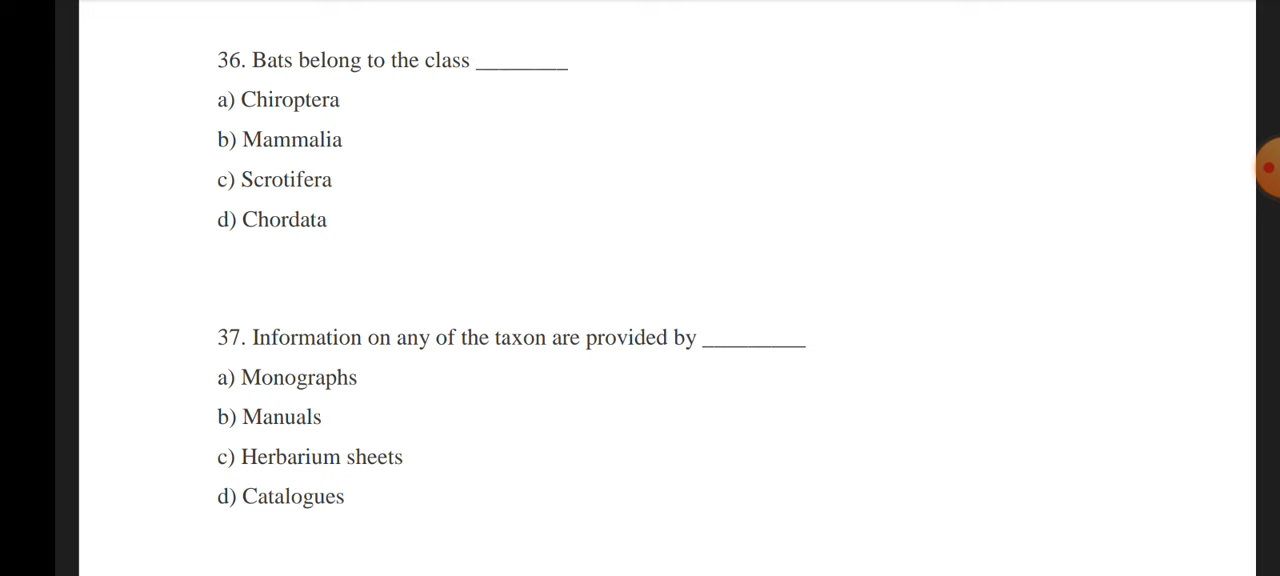 36. Bats belong to the class ________
a) Chiroptera
b) Mammalia
c) Scrotifera
d) Chordata
37. Information on any of the taxon are provided by _________
a) Monographs
b) Manuals
c) Herbarium sheets
d) Catalogues